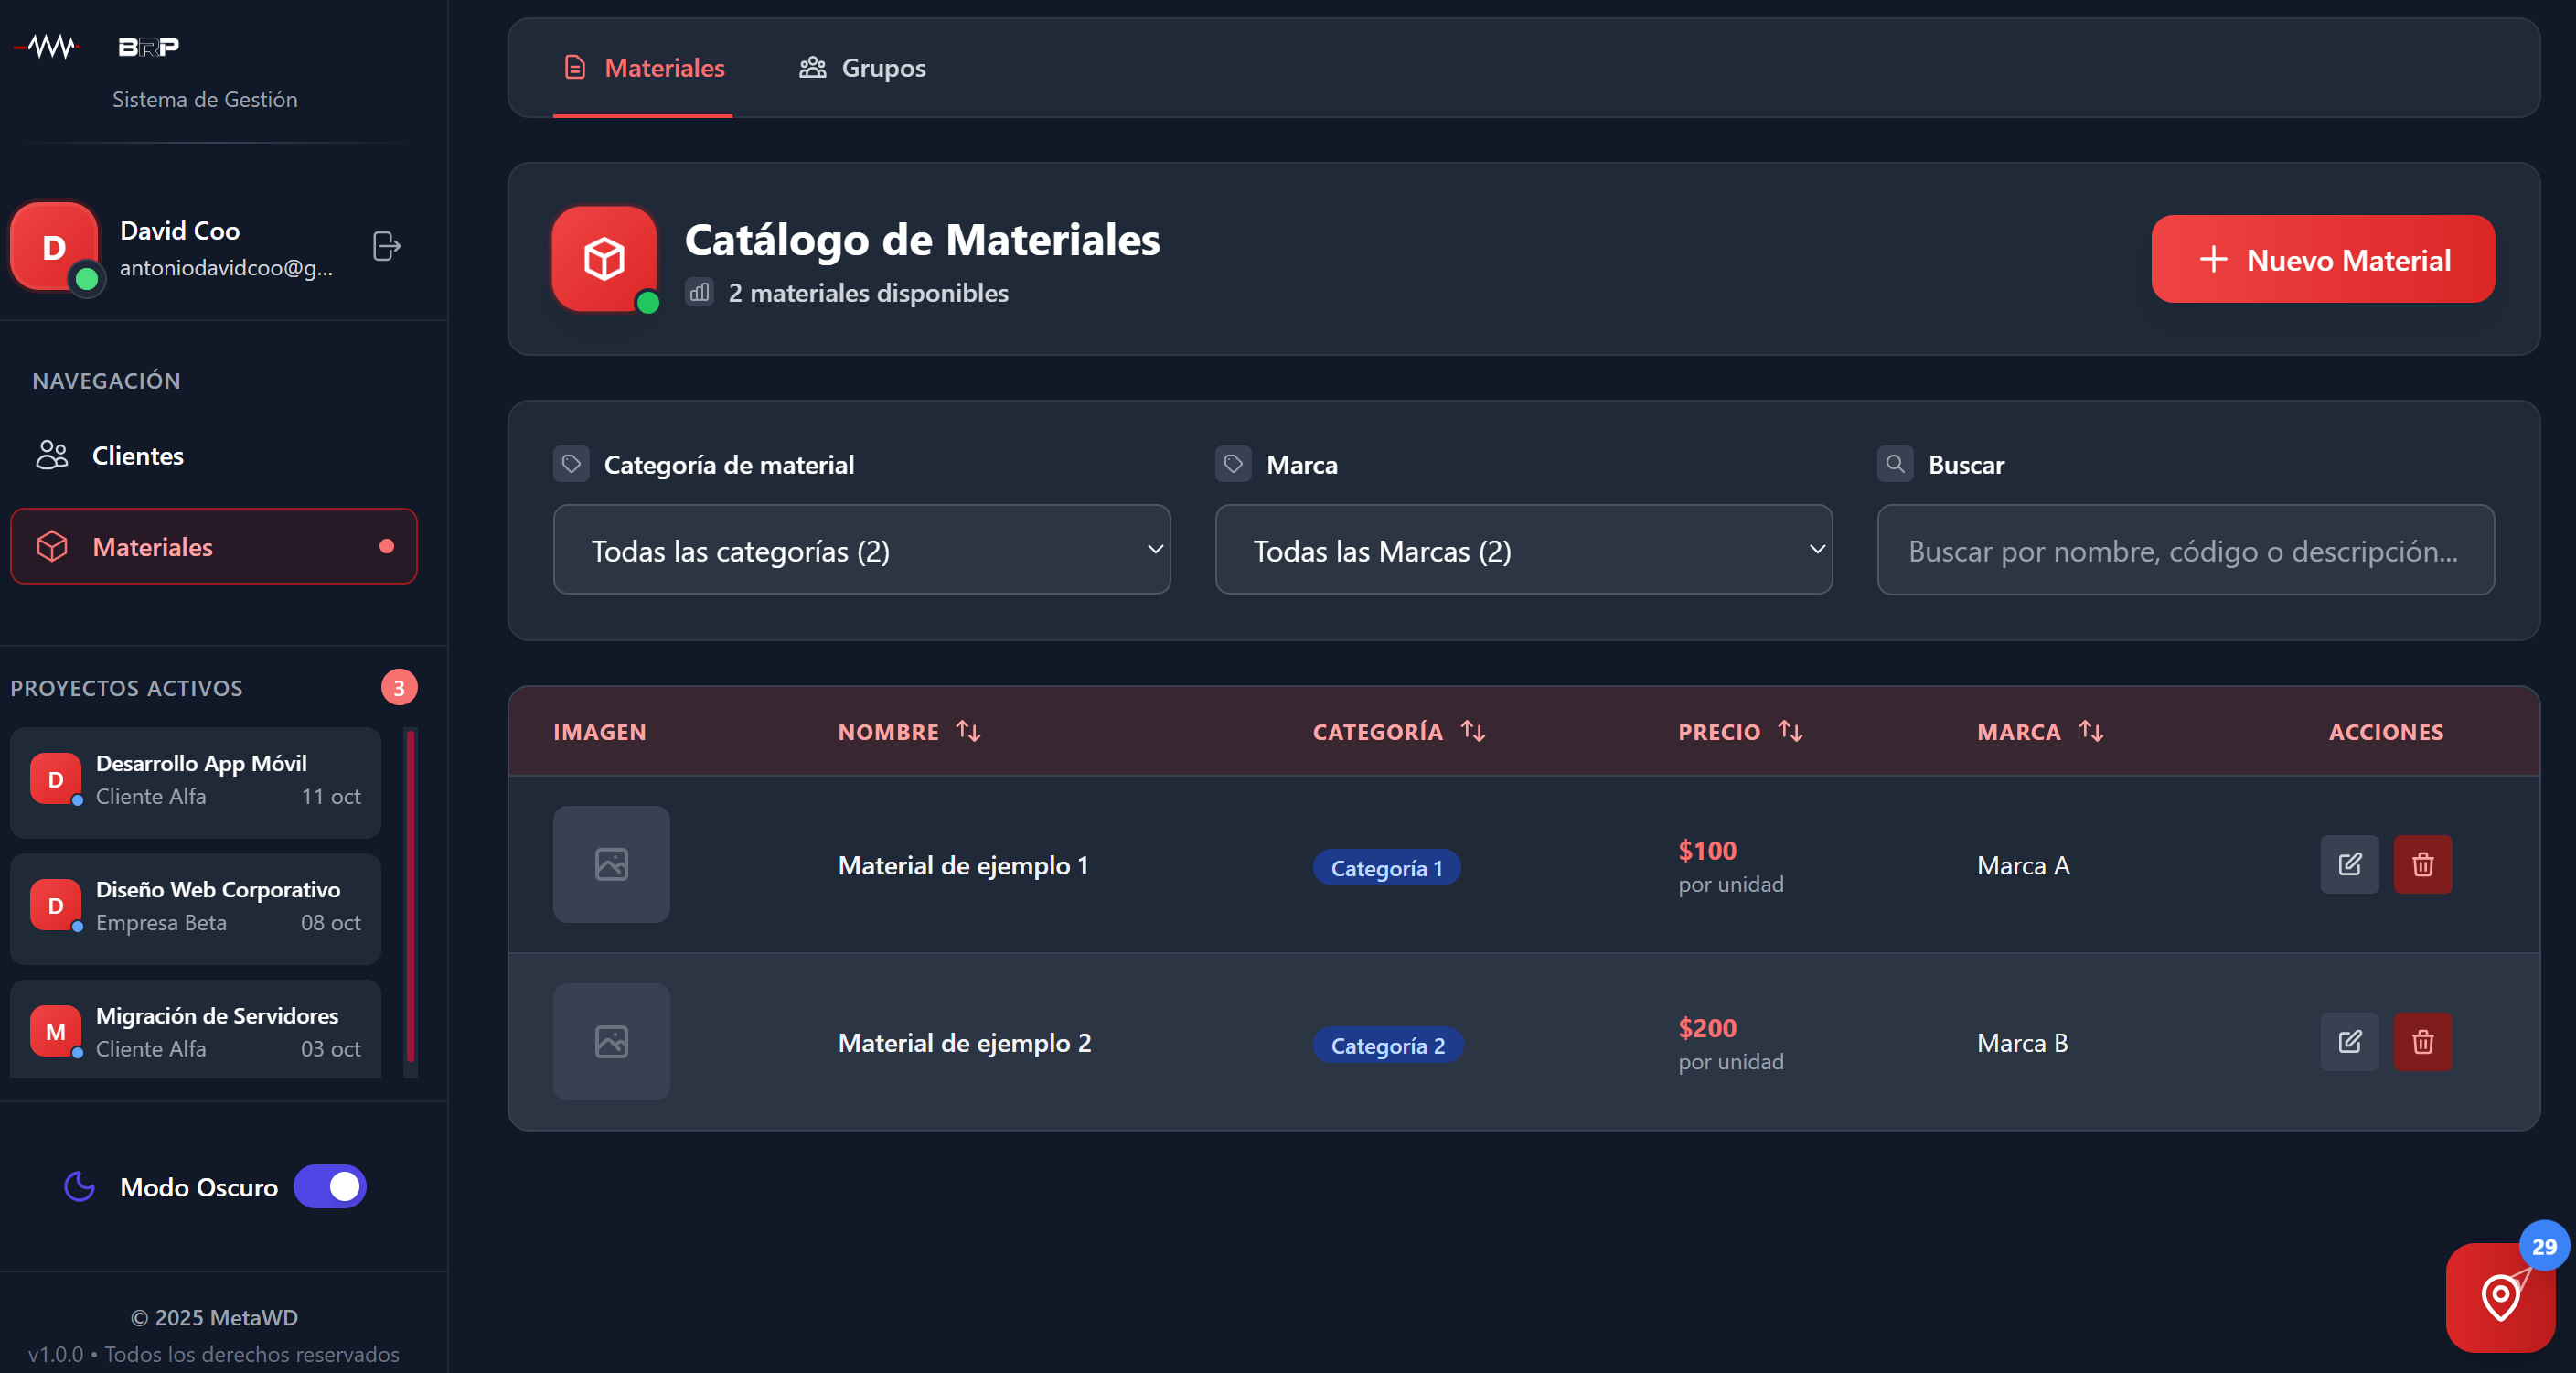 BRP
Sistema de Gestión
D
David Coo
antoniodavidcoo@g...
NAVEGACIÓN
Clientes
Materiales
PROYECTOS ACTIVOS 3
D
Desarrollo App Móvil
Cliente Alfa 11 oct
D
Diseño Web Corporativo
Empresa Beta 08 oct
M
Migración de Servidores
Cliente Alfa 03 oct
Modo Oscuro
© 2025 MetaWD
v1.0.0 • Todos los derechos reservados
Materiales Grupos
Catálogo de Materiales
2 materiales disponibles
Nuevo Material
Categoría de material Marca Buscar
Todas las categorías (2) Todas las Marcas (2) Buscar por nombre, código o descripción...
IMAGEN NOMBRE CATEGORÍA PRECIO MARCA ACCIONES
Material de ejemplo 1 Categoría 1 $100 Marca A
por unidad
Material de ejemplo 2 Categoría 2 $200 Marca B
por unidad
29